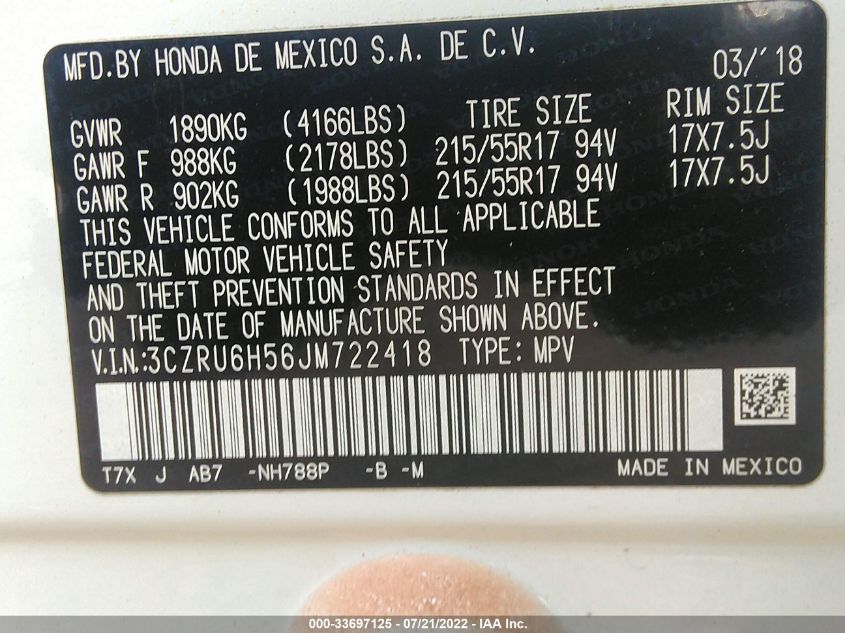 MFD.BY HONDA DE MEXICO S.A. DE C.V. 03/'18
TIRE SIZE RIM SIZE
GVWR 1890KG (4166LBS)
GAWR F 988KG (2178LBS) 215/55R17 94V 17X7.5J
GAWR R 902KG (1988LBS) 215/55R17 94V 17X7.5J
THIS VEHICLE CONFORMS TO ALL APPLICABLE
FEDERAL MOTOR VEHICLE SAFETY
AND THEFT PREVENTION STANDARDS IN EFFECT
ON THE DATE OF MANUFACTURE SHOWN ABOVE.
V.I.N.:3CZRU6H56JM722418 TYPE: MPV
T7X J AB7 -NH788P -B -M MADE IN MEXICO
000-33697125 - 07/21/2022 - IAA Inc.